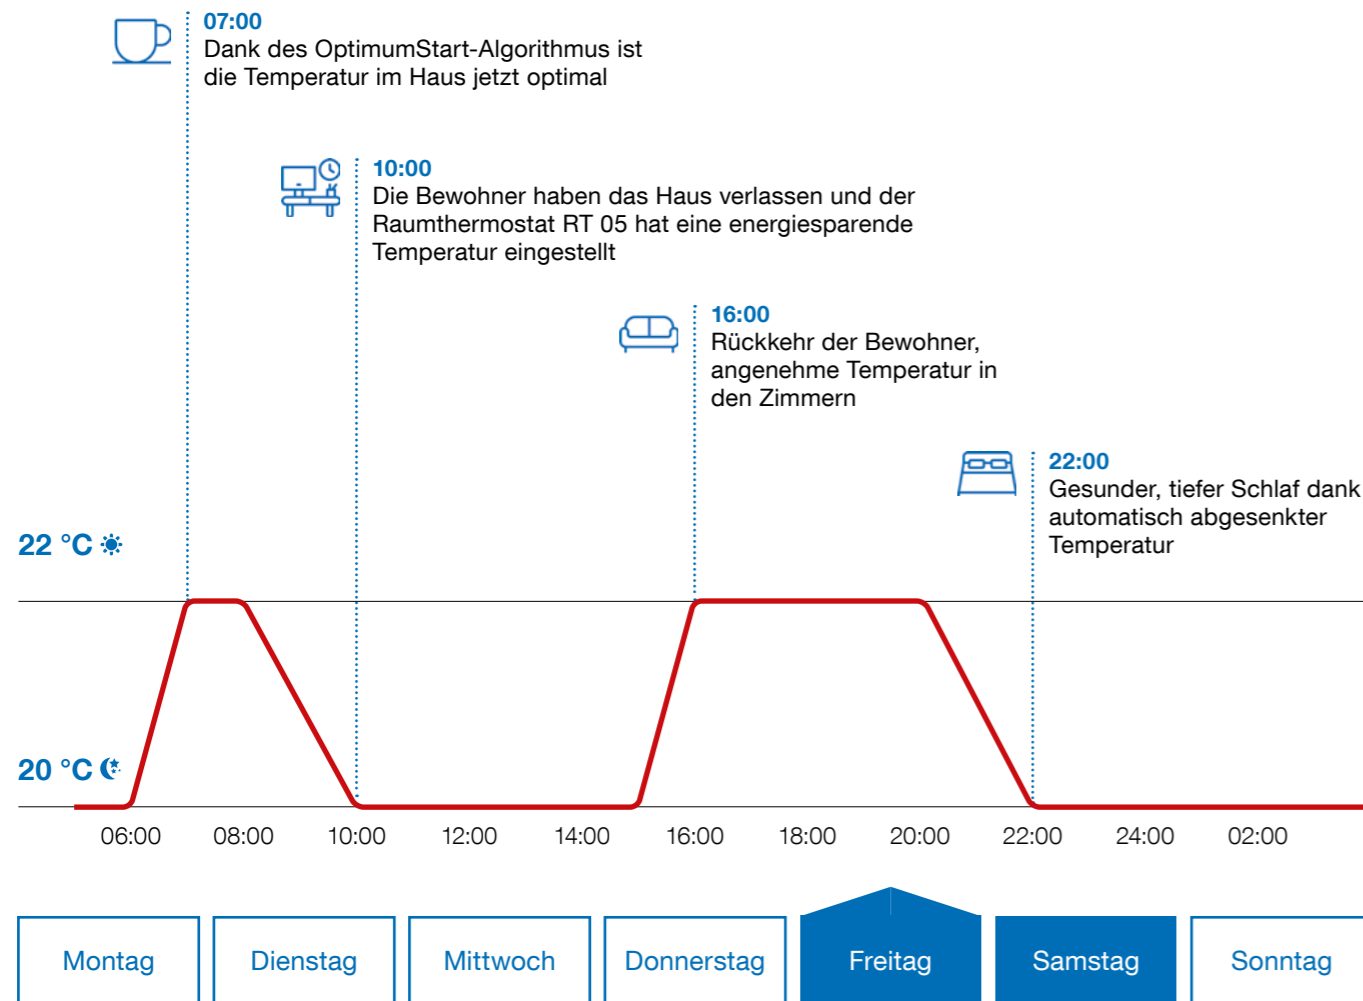 07:00
Dank des OptimumStart-Algorithmus ist
die Temperatur im Haus jetzt optimal
10:00
Die Bewohner haben das Haus verlassen und der
Raumthermostat RT 05 hat eine energiesparende
Temperatur eingestellt
16:00
Rückkehr der Bewohner,
angenehme Temperatur in
den Zimmern
22:00
Gesunder, tiefer Schlaf dank
automatisch abgesenkter
Temperatur
22 °C
20 °C
06:00 08:00 10:00 12:00 14:00 16:00 18:00 20:00 22:00 24:00 02:00
Montag Dienstag Mittwoch Donnerstag Freitag Samstag Sonntag